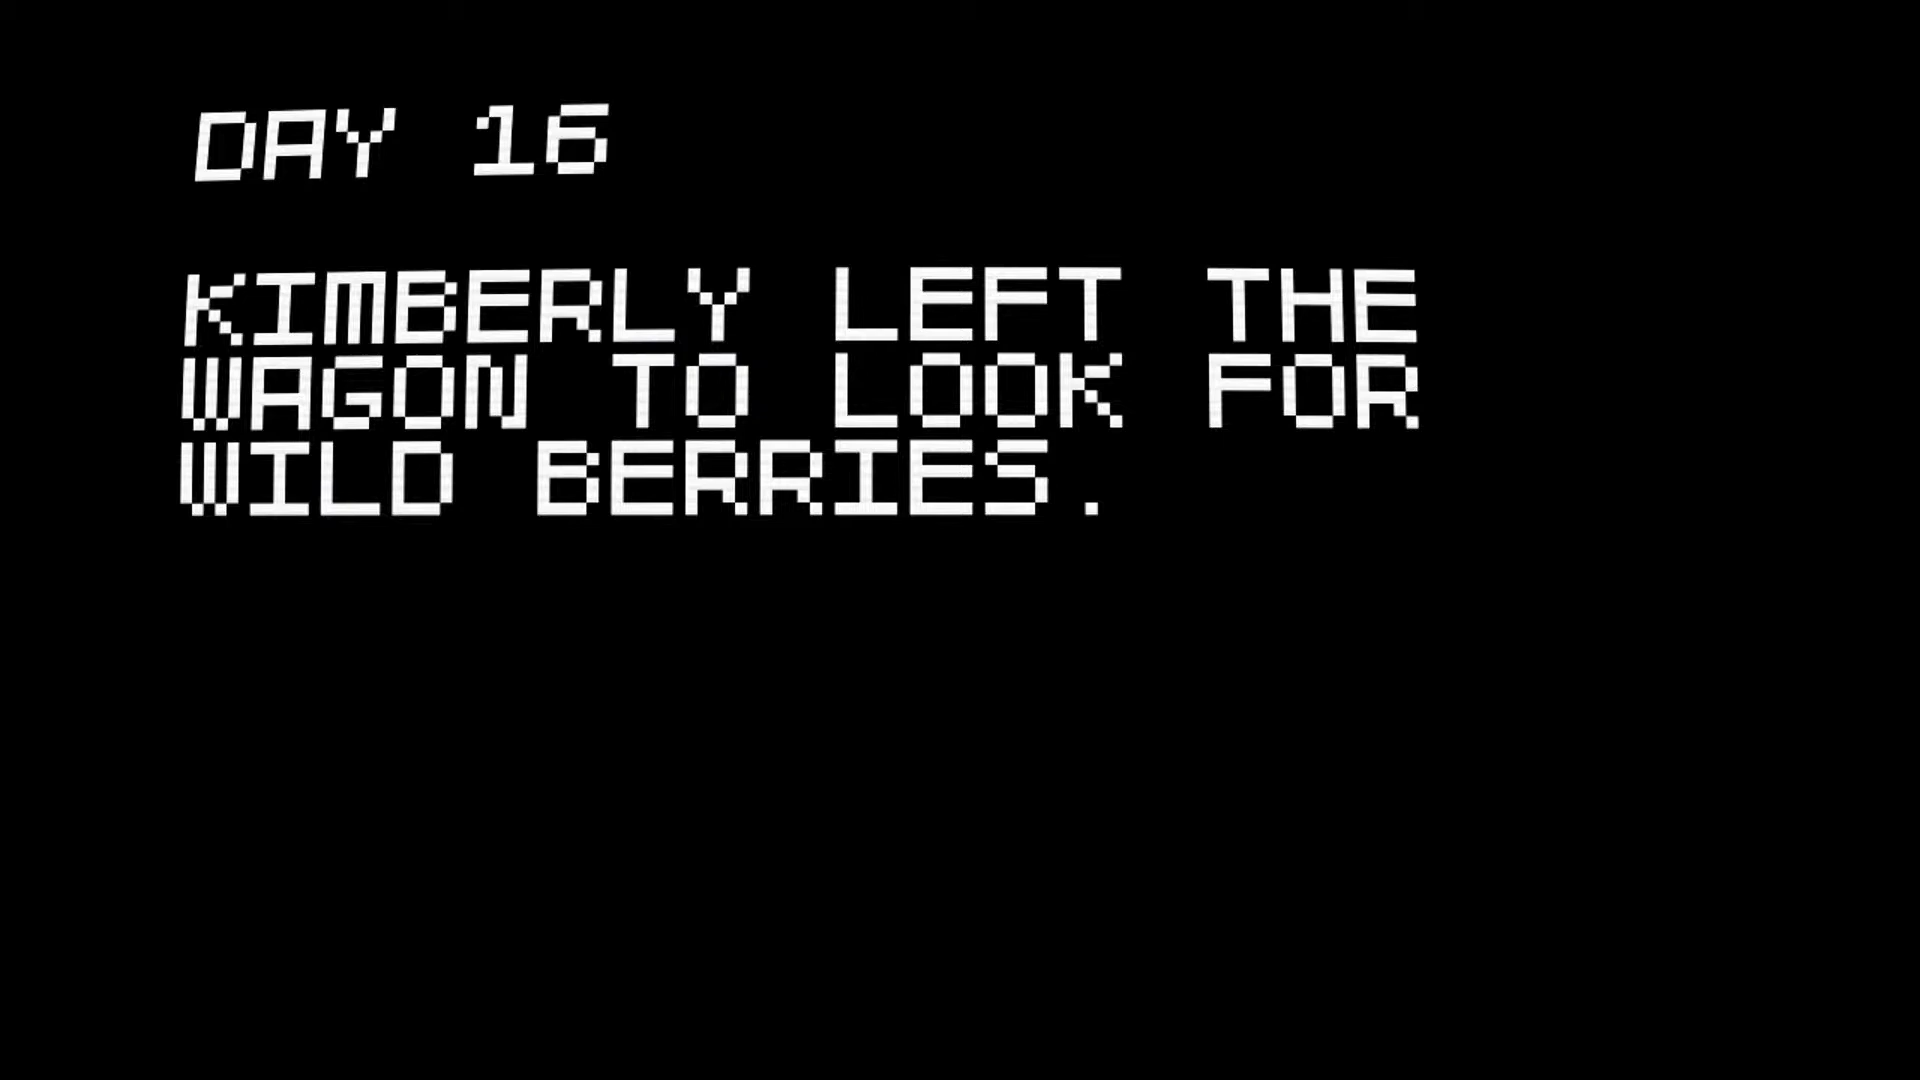 DAY 16
KIMBERLY LEFT THE
WAGON TO LOOK FOR
WILD BERRIES.